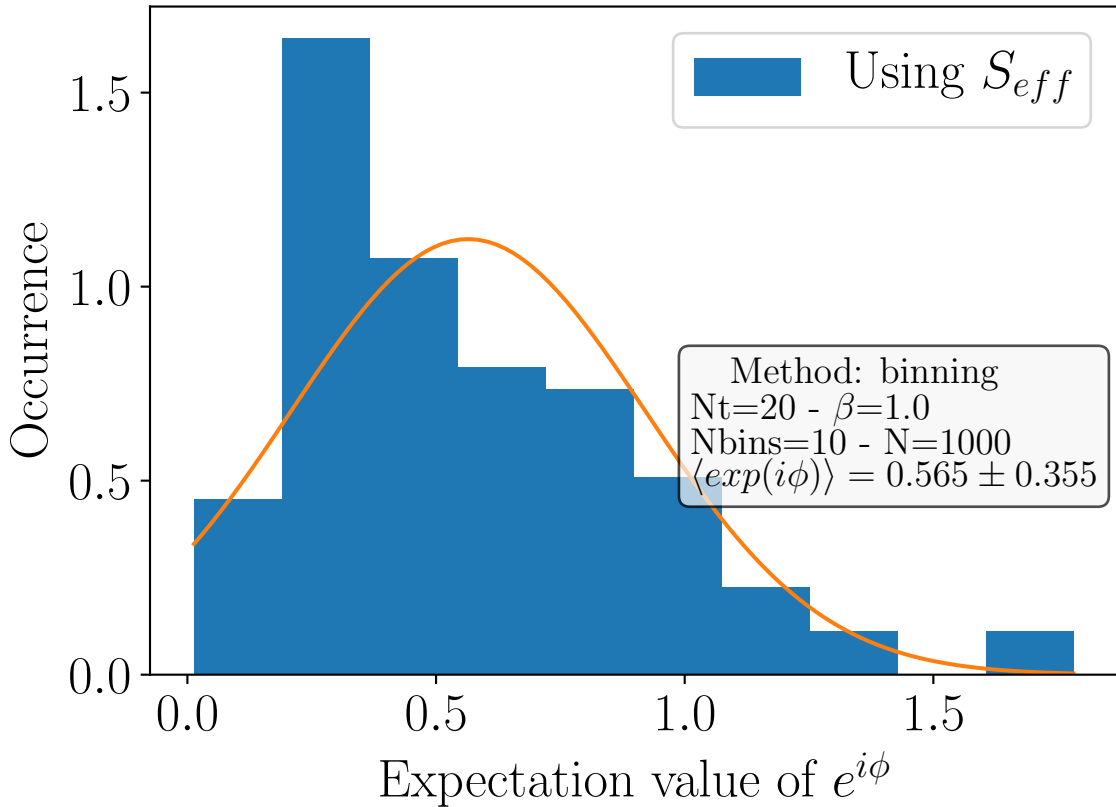 Using $S_{eff}$
1.5
1.0
0.5
0.0
Occurrence
Method: binning
Nt=20 - β=1.0
Nbins=10 - N=1000
⟨exp(iϕ)⟩ = 0.565 ± 0.355
0.0 0.5 1.0 1.5
Expectation value of $e^{iϕ}$